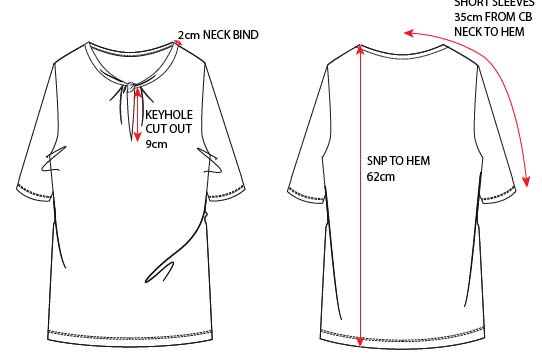 SHORT SLEEVES
35cm FROM CB
NECK TO HEM
2cm NECK BIND
KEYHOLE
CUT OUT
9cm
SNP TO HEM
62cm